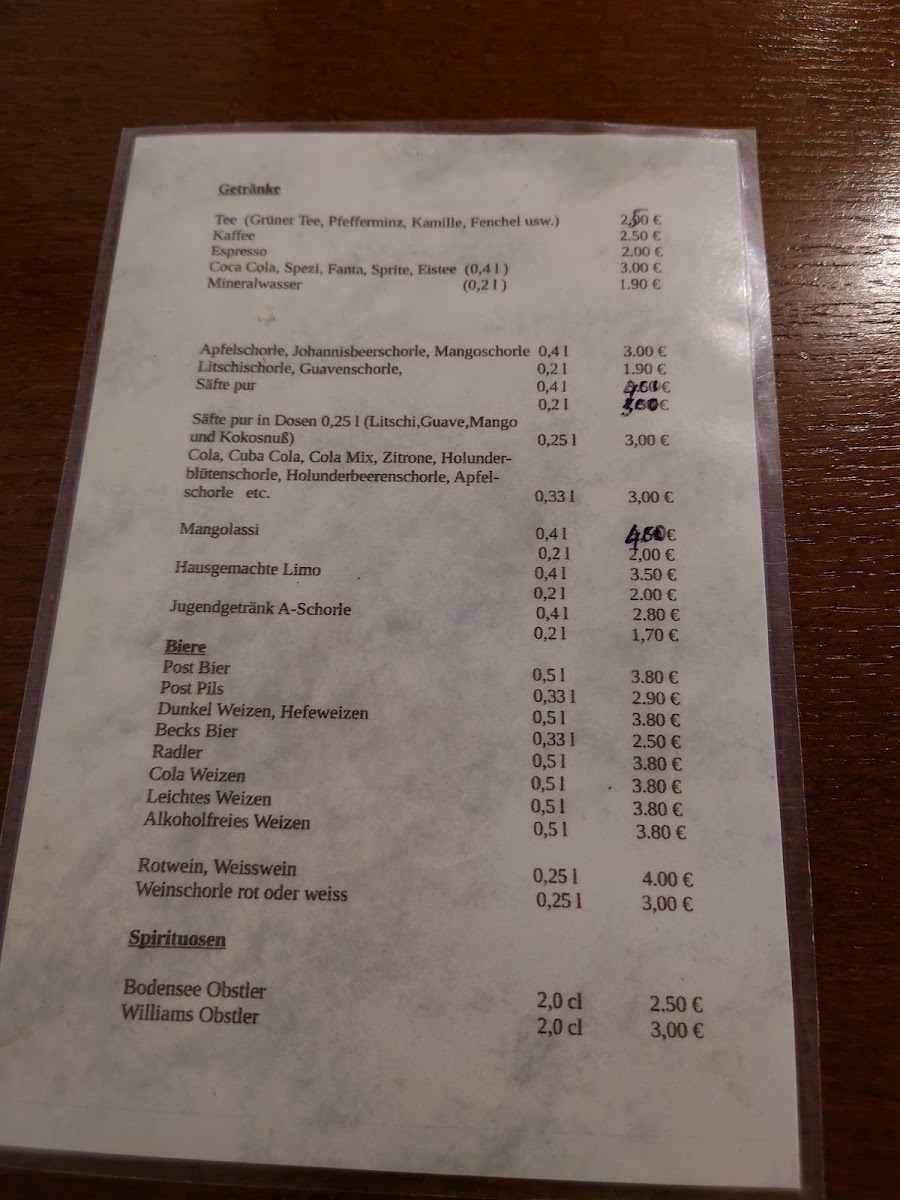 Getränke
Tee (Grüner Tee, Pfefferminz, Kamille, Fenchel usw.) 2,50 €
Kaffee 2.50 €
Espresso 2.00 €
Coca Cola, Spezi, Fanta, Sprite, Eistee (0,4 l ) 3.00 €
Mineralwasser (0,2 l ) 1.90 €
Apfelschorle, Johannisbeerschorle, Mangoschorle 0,4 l 3.00 €
Litschischorle, Guavenschorle, 0,2 l 1.90 €
Säfte pur 0,4 l €
0,2 l €
Säfte pur in Dosen 0,25 l (Litschi,Guave,Mango
und Kokosnuß) 0,25 l 3,00 €
Cola, Cuba Cola, Cola Mix, Zitrone, Holunder-
blütenschorle, Holunderbeerenschorle, Apfel-
schorle etc. 0,33 l 3,00 €
Mangolassi 0,4 l €
0,2 l 2,00 €
Hausgemachte Limo 0,4 l 3.50 €
0,2 l 2.00 €
Jugendgetränk A-Schorle 0,4 l 2.80 €
0,2 l 1,70 €
Biere
Post Bier 0,5 l 3.80 €
Post Pils 0,33 l 2.90 €
Dunkel Weizen, Hefeweizen 0,5 l 3.80 €
Becks Bier 0,33 l 2.50 €
Radler 0,5 l 3.80 €
Cola Weizen 0,5 l 3.80 €
Leichtes Weizen 0,5 l 3.80 €
Alkoholfreies Weizen 0,5 l 3.80 €
Rotwein, Weisswein 0,25 l 4.00 €
Weinschorle rot oder weiss 0,25 l 3,00 €
Spirituosen
Bodensee Obstler 2,0 cl 2.50 €
Williams Obstler 2,0 cl 3,00 €